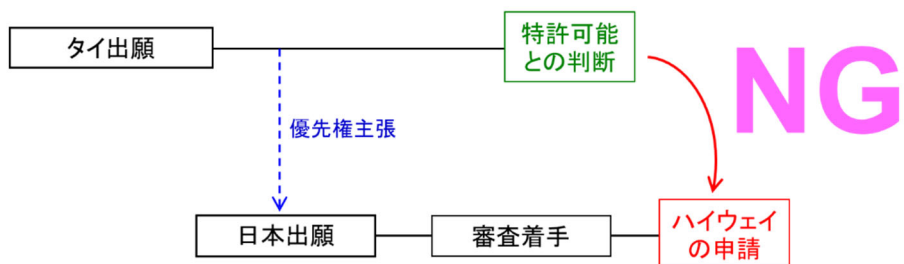 タイ出願
特許可能
との判断
NG
優先権主張
日本出願
審査着手
ハイウェイ
の申請